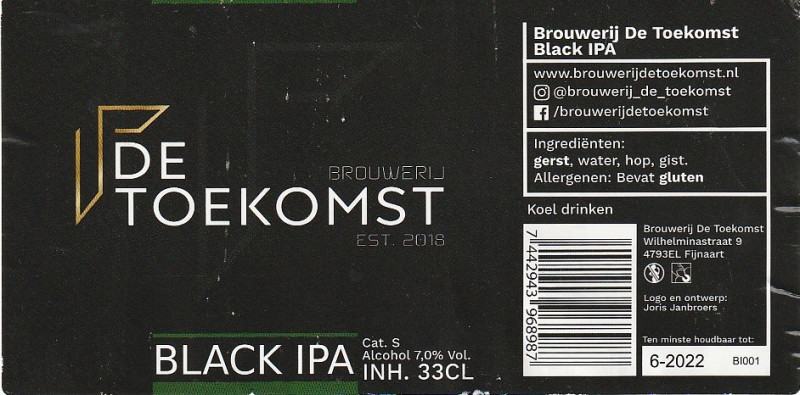 DE
BROUWERIJ
TOEKOMST
EST. 2018
BLACK IPA
Cat. S
Alcohol 7,0% Vol.
INH. 33CL
Brouwerij De Toekomst
Black IPA
www.brouwerijdetoekomst.nl
@brouwerij_de_toekomst
/brouwerijdetoekomst
Ingrediënten:
gerst, water, hop, gist.
Allergenen: Bevat gluten
Koel drinken
7 442943 968987
Brouwerij De Toekomst
Wilhelminastraat 9
4793EL Fijnaart
Logo en ontwerp:
Joris Janbroers
Ten minste houdbaar tot:
6-2022 BI001